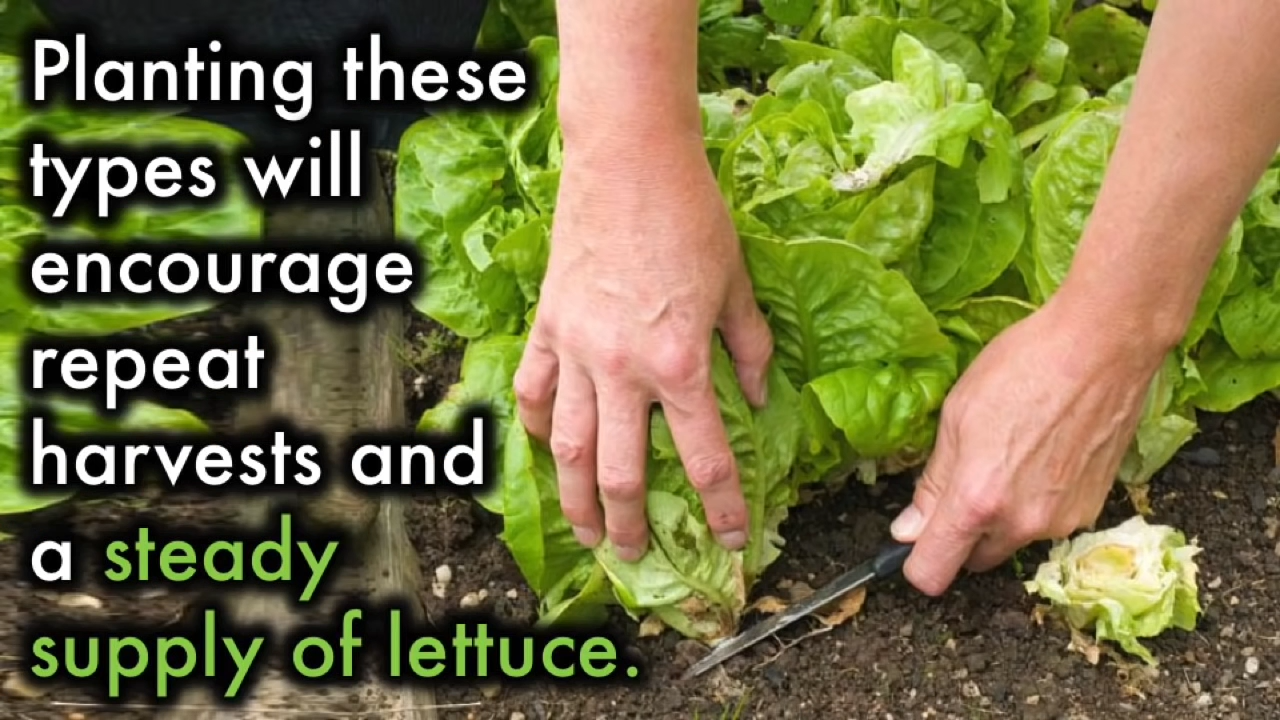 Planting these
types will
encourage
repeat
harvests and
a steady
supply of lettuce.